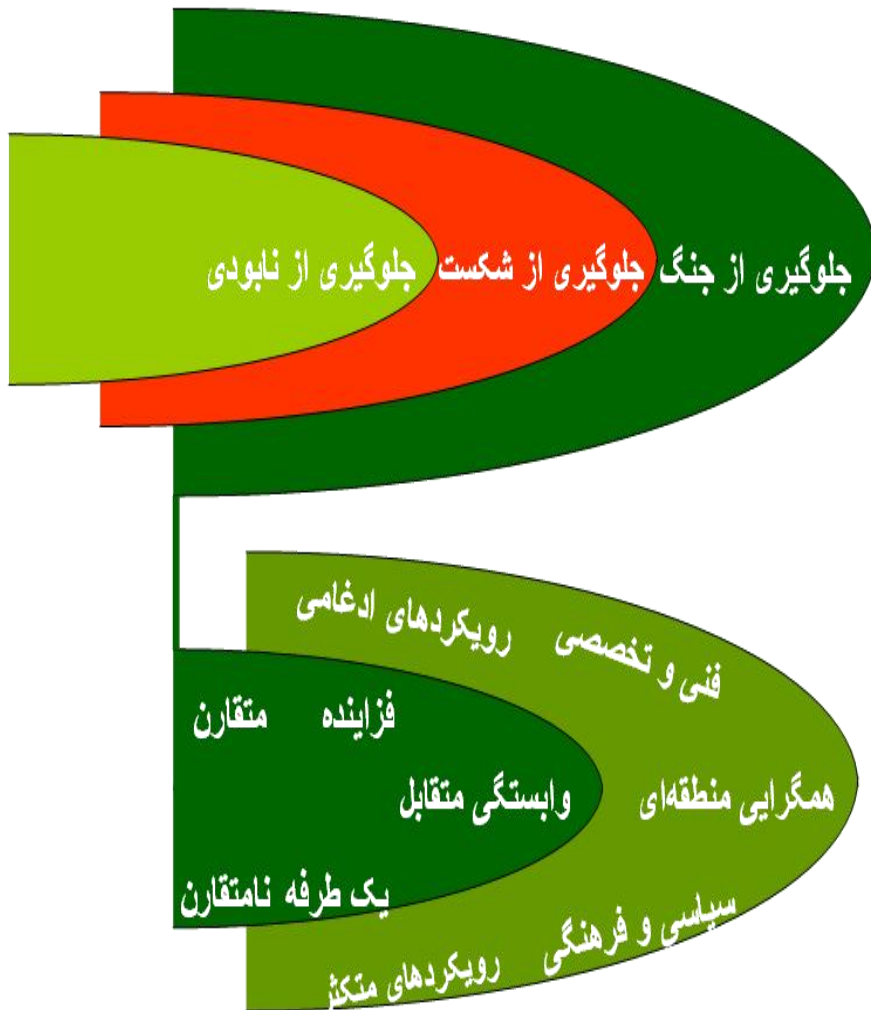 جلوگیری از جنگ
جلوگیری از شکست
جلوگیری از نابودی
فنی و تخصصی
رویکردهای ادغامی
فزاینده
متقارن
همگرایی منطقه‌ای
وابستگی متقابل
یک طرفه
نامتقارن
سیاسی و فرهنگی
رویکردهای متکثر